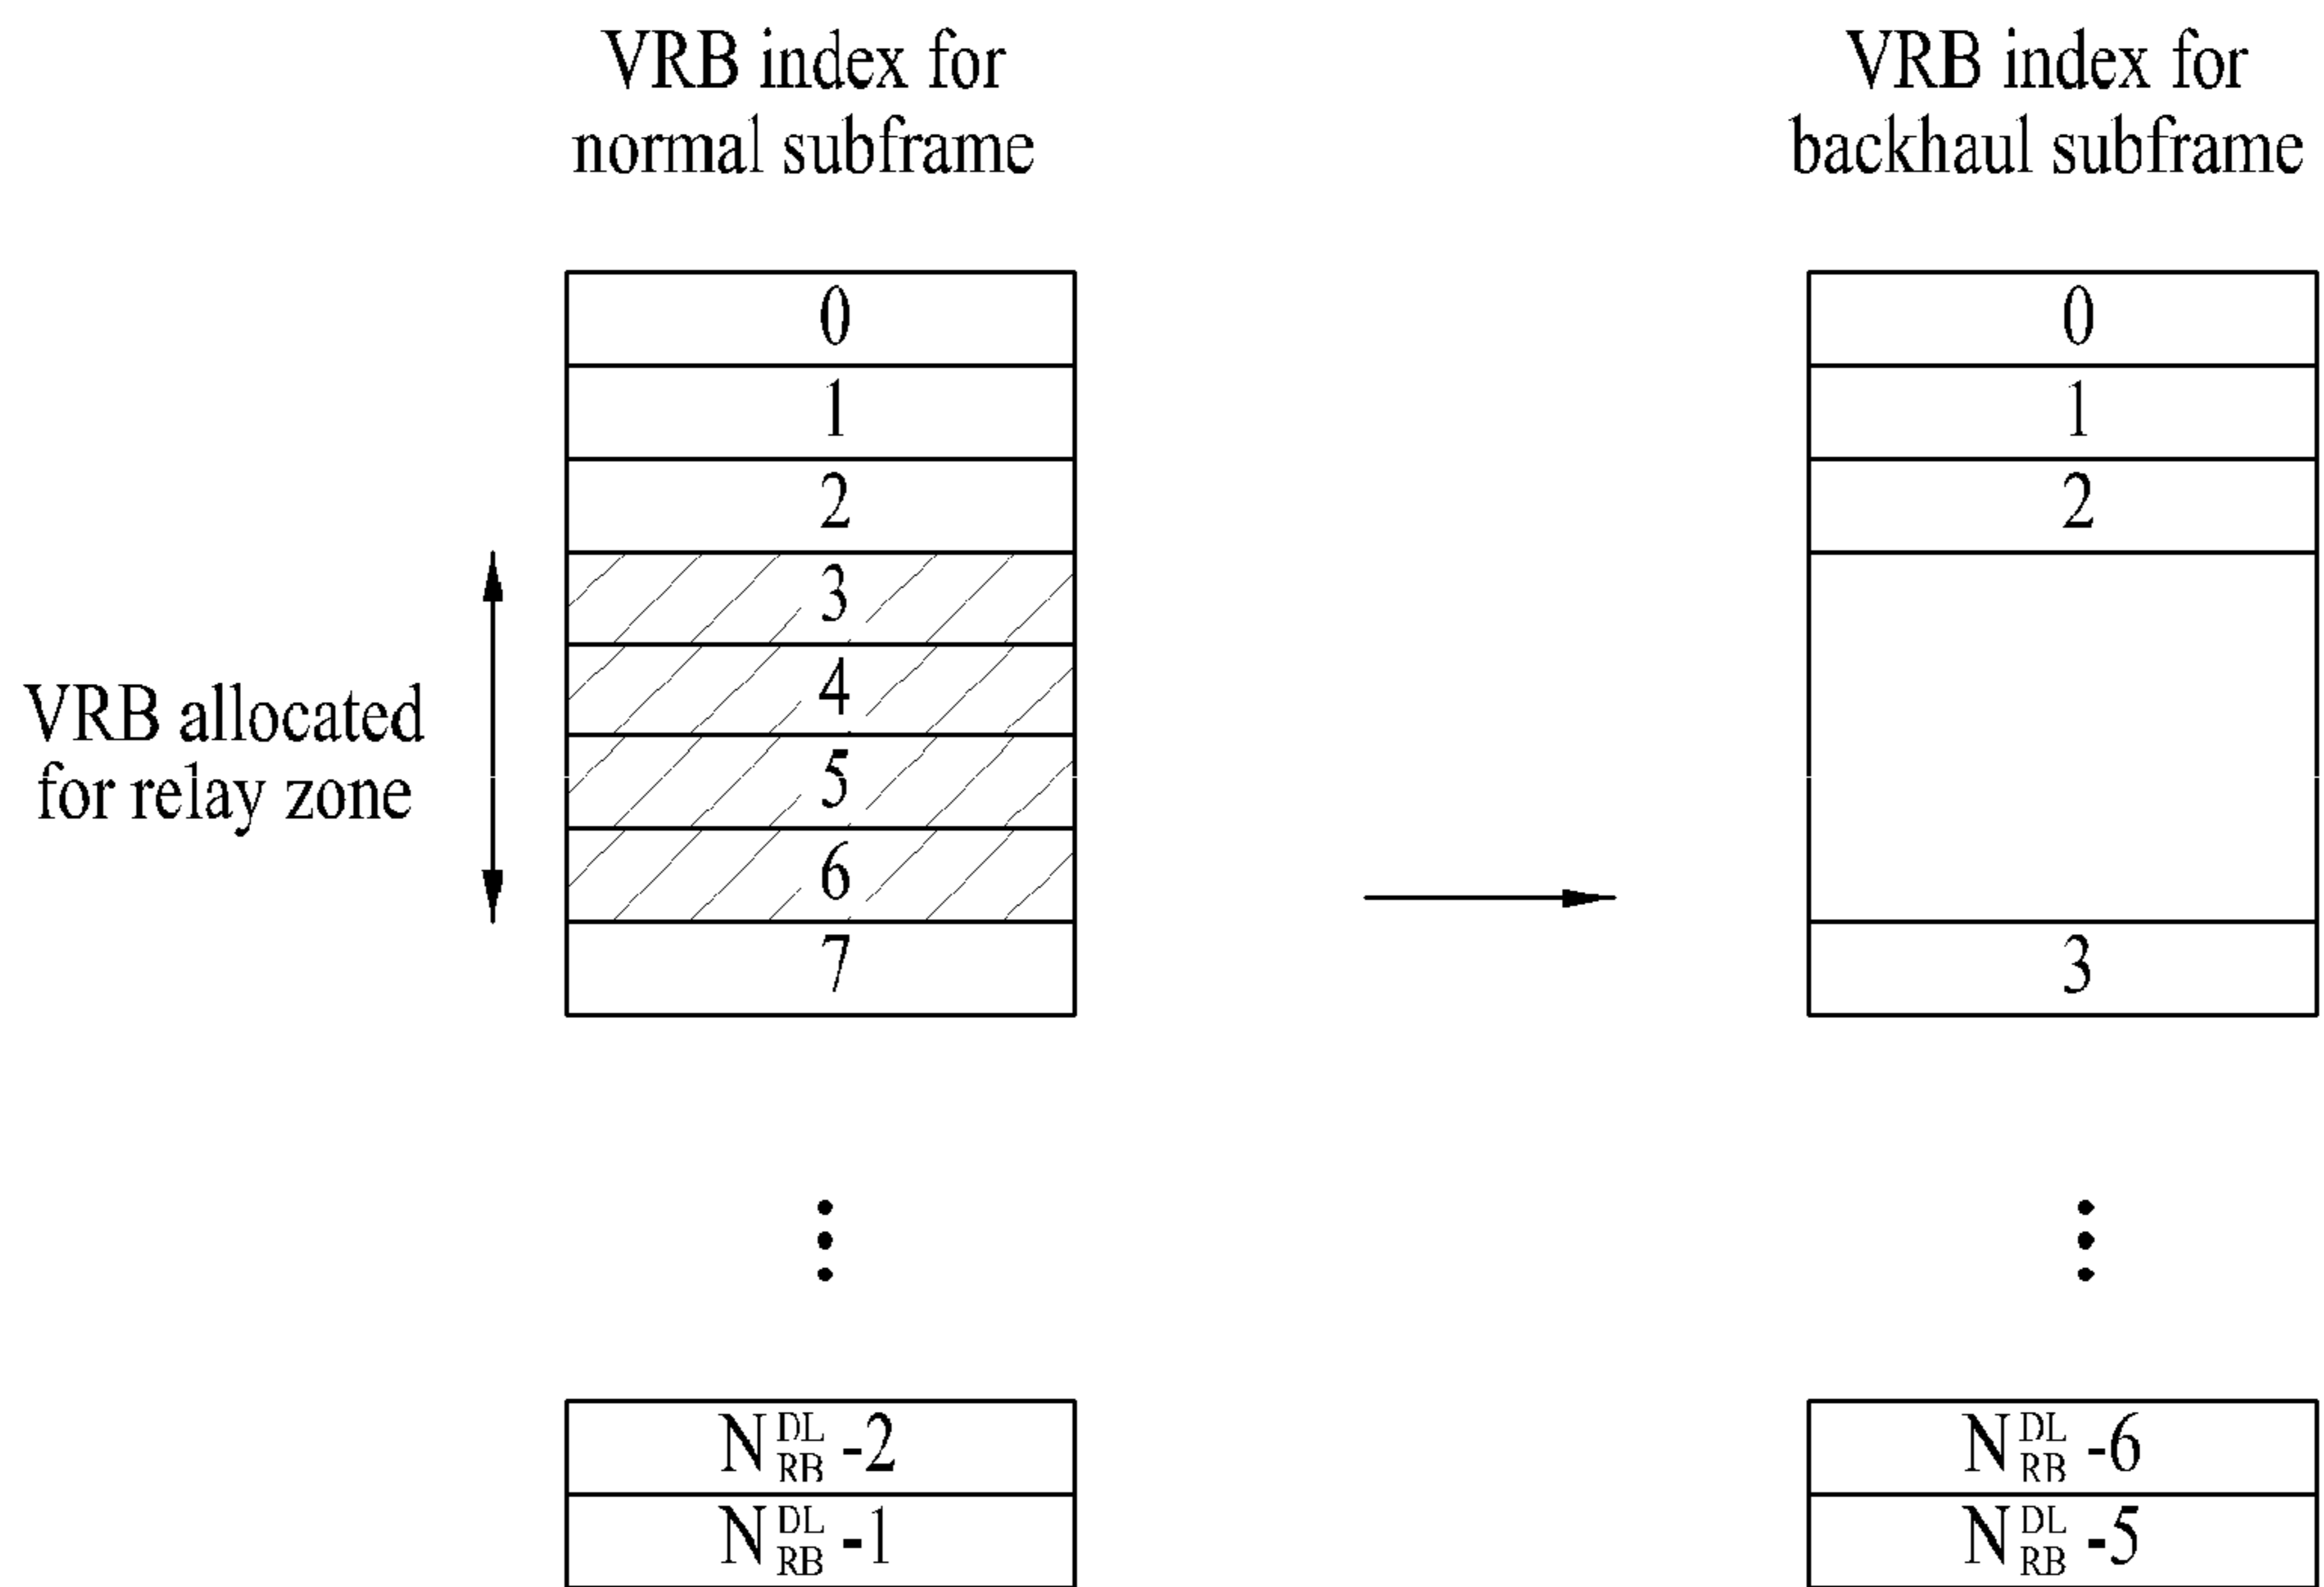 VRB index for
normal subframe
VRB index for
backhaul subframe
0
1
2
3
4
5
6
7
VRB allocated
for relay zone
0
1
2
3
N_RB^DL -2
N_RB^DL -1
N_RB^DL -6
N_RB^DL -5